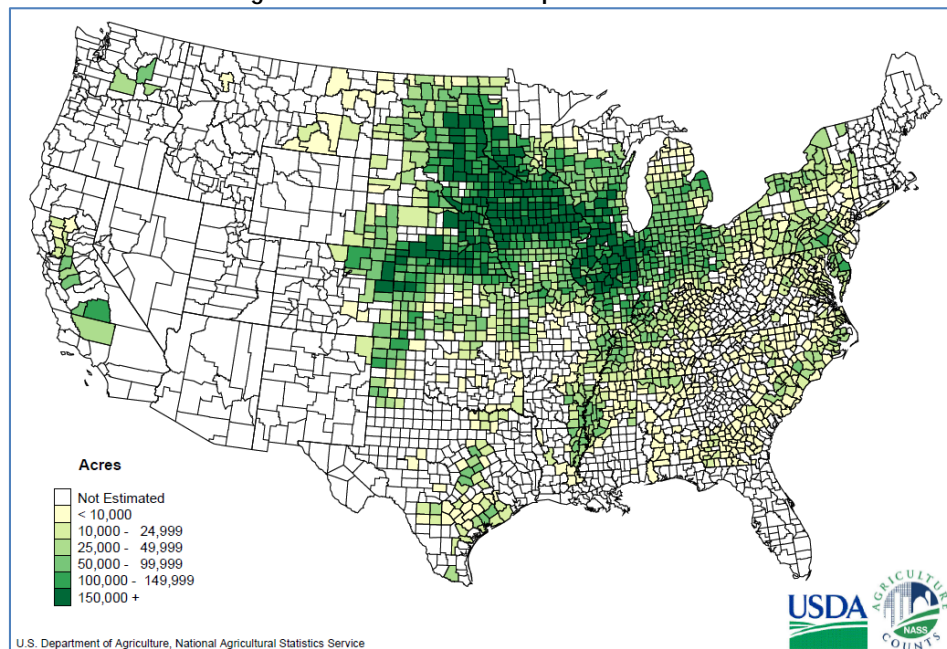 Acres
Not Estimated
< 10,000
10,000 - 24,999
25,000 - 49,999
50,000 - 99,999
100,000 - 149,999
150,000 +
U.S. Department of Agriculture, National Agricultural Statistics Service
USDA
AGRICULTURE
NASS
COUNTS